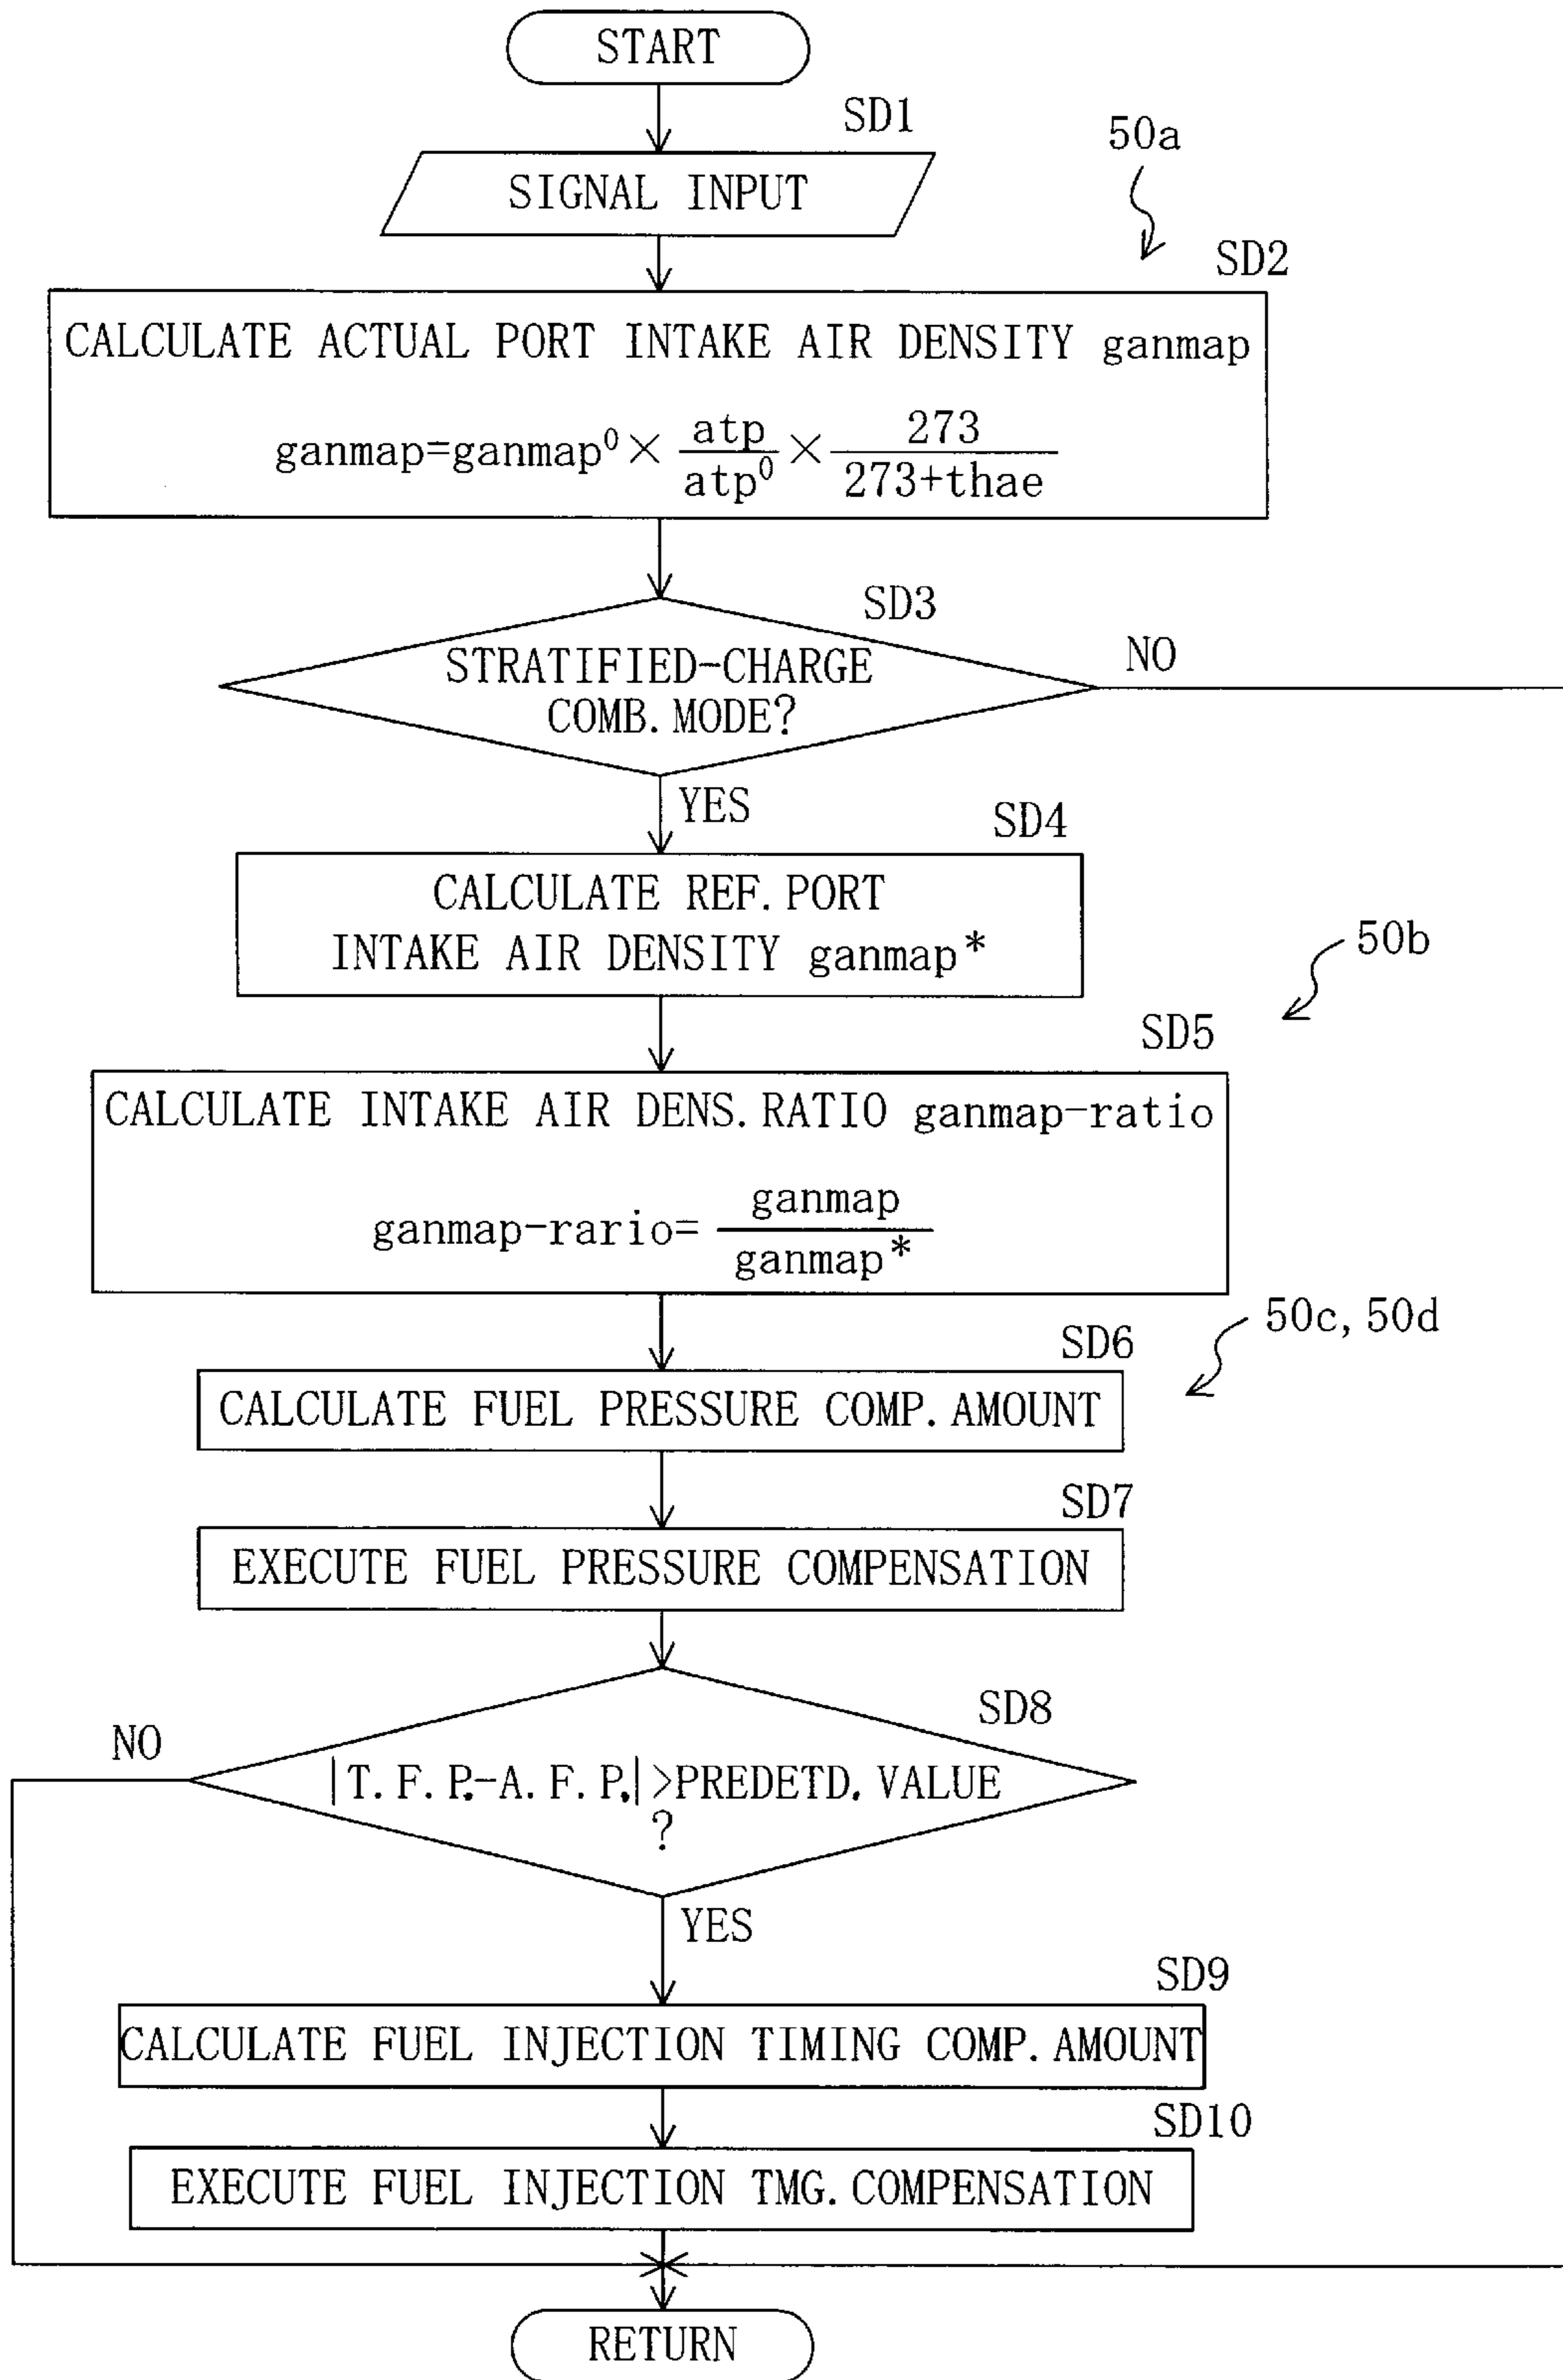 START
SD1
50a
SIGNAL INPUT
SD2
CALCULATE ACTUAL PORT INTAKE AIR DENSITY ganmap
ganmap=ganmap⁰ × atp/atp⁰ × 273/273+thae
SD3
STRATIFIED-CHARGE
NO
COMB. MODE?
YES
SD4
CALCULATE REF. PORT
INTAKE AIR DENSITY ganmap*
50b
SD5
CALCULATE INTAKE AIR DENS. RATIO ganmap-ratio
ganmap-rario= ganmap/ganmap*
50c, 50d
SD6
CALCULATE FUEL PRESSURE COMP. AMOUNT
SD7
EXECUTE FUEL PRESSURE COMPENSATION
SD8
NO
|T. F. P.-A. F. P.|>PREDETD. VALUE
?
YES
SD9
CALCULATE FUEL INJECTION TIMING COMP. AMOUNT
SD10
EXECUTE FUEL INJECTION TMG. COMPENSATION
RETURN